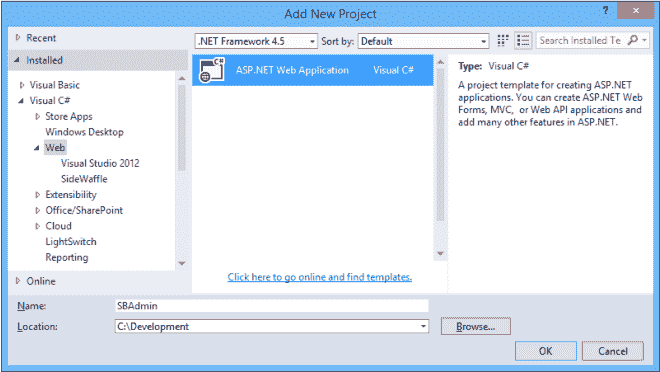 Add New Project
? ×
Recent
Installed
Visual Basic
Visual C#
Store Apps
Windows Desktop
Web
Visual Studio 2012
SideWaffle
Extensibility
Office/SharePoint
Cloud
LightSwitch
Reporting
Online
.NET Framework 4.5 Sort by: Default
Search Installed Te
ASP.NET Web Application Visual C#
Click here to go online and find templates.
Type: Visual C#
A project template for creating ASP.NET
applications. You can create ASP.NET Web
Forms, MVC, or Web API applications and
add many other features in ASP.NET.
Name: SBAdmin
Location: C:\Development
Browse...
OK Cancel